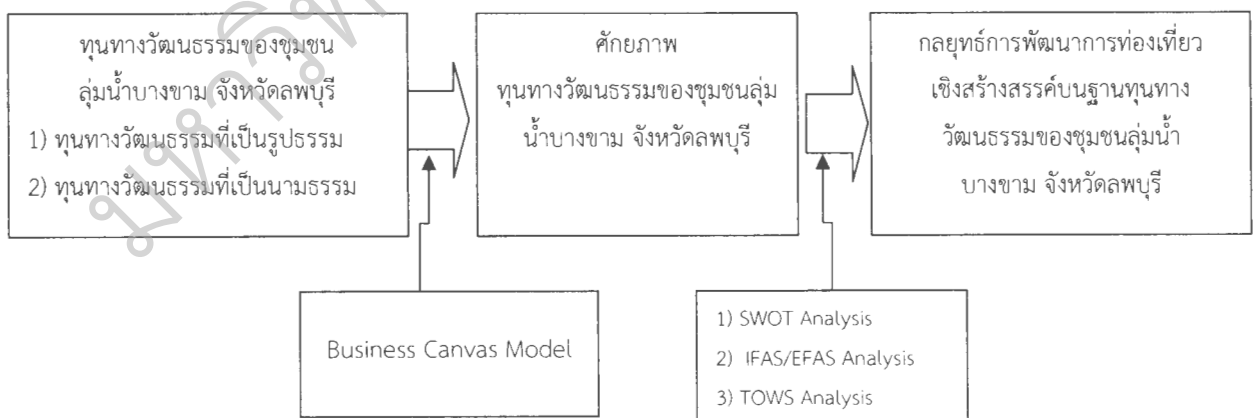 ทุนทางวัฒนธรรมของชุมชน
ลุ่มน้ำบางขาม จังหวัดลพบุรี
1) ทุนทางวัฒนธรรมที่เป็นรูปธรรม
2) ทุนทางวัฒนธรรมที่เป็นนามธรรม
ศักยภาพ
ทุนทางวัฒนธรรมของชุมชนลุ่ม
น้ำบางขาม จังหวัดลพบุรี
กลยุทธ์การพัฒนาการท่องเที่ยว
เชิงสร้างสรรค์บนฐานทุนทาง
วัฒนธรรมของชุมชนลุ่มน้ำ
บางขาม จังหวัดลพบุรี
Business Canvas Model
1) SWOT Analysis
2) IFAS/EFAS Analysis
3) TOWS Analysis